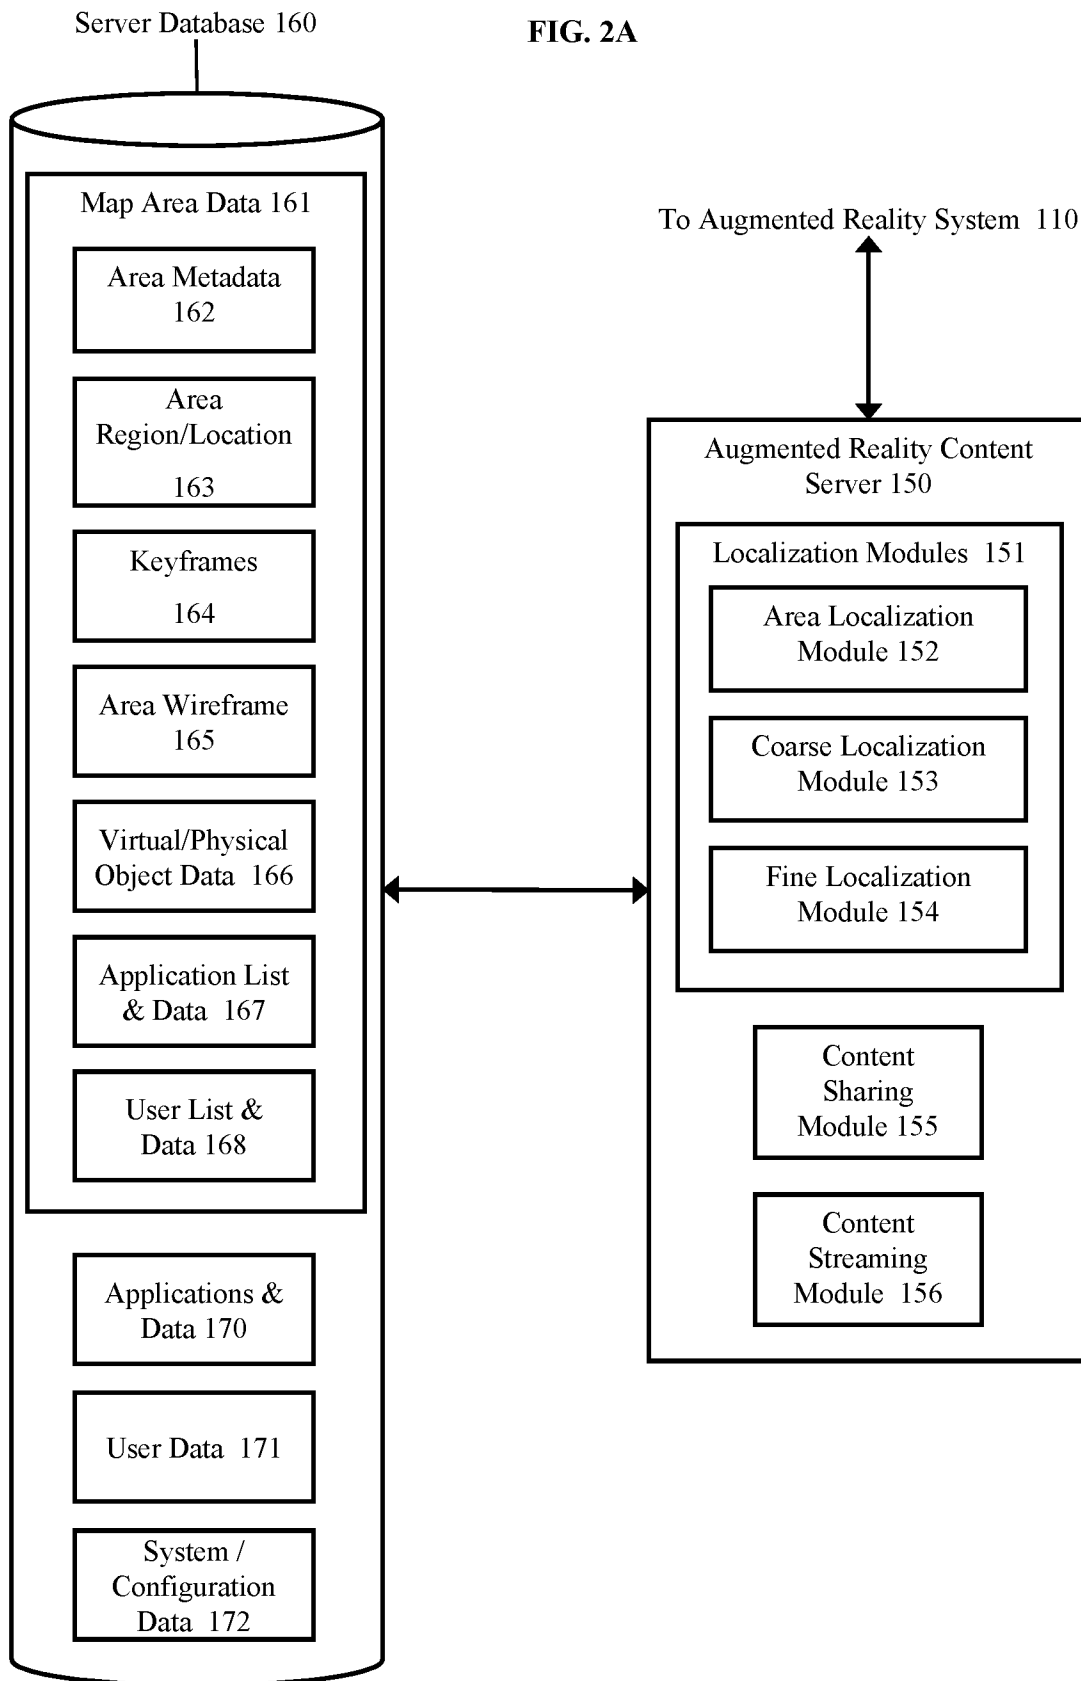 Server Database 160
FIG. 2A
Map Area Data 161
Area Metadata
162
Area
Region/Location
163
Keyframes
164
Area Wireframe
165
Virtual/Physical
Object Data 166
Application List
& Data 167
User List &
Data 168
Applications &
Data 170
User Data 171
System /
Configuration
Data 172
To Augmented Reality System 110
Augmented Reality Content
Server 150
Localization Modules 151
Area Localization
Module 152
Coarse Localization
Module 153
Fine Localization
Module 154
Content
Sharing
Module 155
Content
Streaming
Module 156